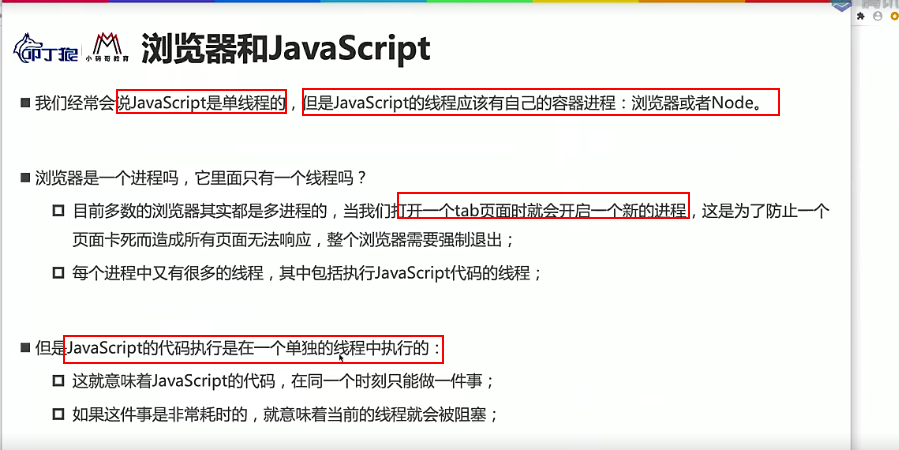 叩丁狼
小码哥教育
浏览器和JavaScript
我们经常会说JavaScript是单线程的，但是JavaScript的线程应该有自己的容器进程：浏览器或者Node。
浏览器是一个进程吗，它里面只有一个线程吗？
目前多数的浏览器其实都是多进程的，当我们打开一个tab页面时就会开启一个新的进程，这是为了防止一个
页面卡死而造成所有页面无法响应，整个浏览器需要强制退出；
每个进程中又有很多的线程，其中包括执行JavaScript代码的线程；
但是JavaScript的代码执行是在一个单独的线程中执行的：
这就意味着JavaScript的代码，在同一个时刻只能做一件事；
如果这件事是非常耗时的，就意味着当前的线程就会被阻塞；